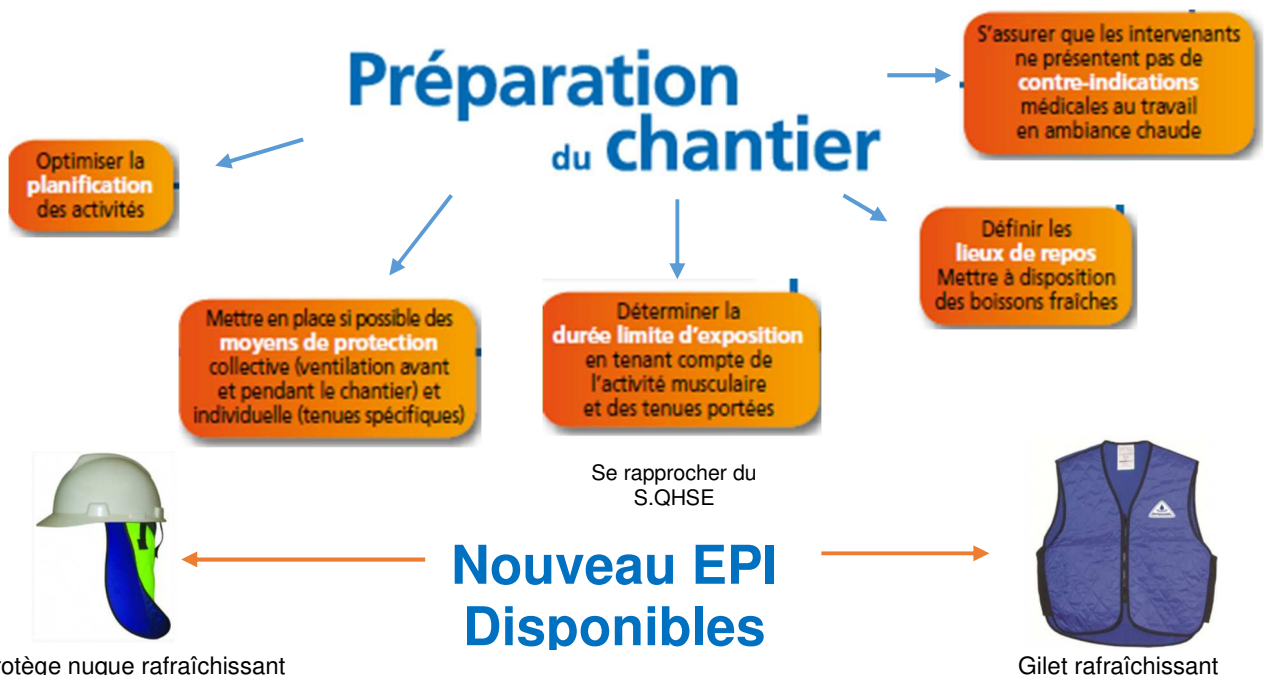 Préparation
du chantier
S'assurer que les intervenants
ne présentent pas de
contre-indications
médicales au travail
en ambiance chaude
Optimiser la
planification
des activités
Définir les
lieux de repos
Mettre à disposition
des boissons fraîches
Mettre en place si possible des
moyens de protection
collective (ventilation avant
et pendant le chantier) et
individuelle (tenues spécifiques)
Déterminer la
durée limite d'exposition
en tenant compte de
l'activité musculaire
et des tenues portées
Se rapprocher du
S.QHSE
Nouveau EPI
Disponibles
rotège nuque rafraîchissant
Gilet rafraîchissant